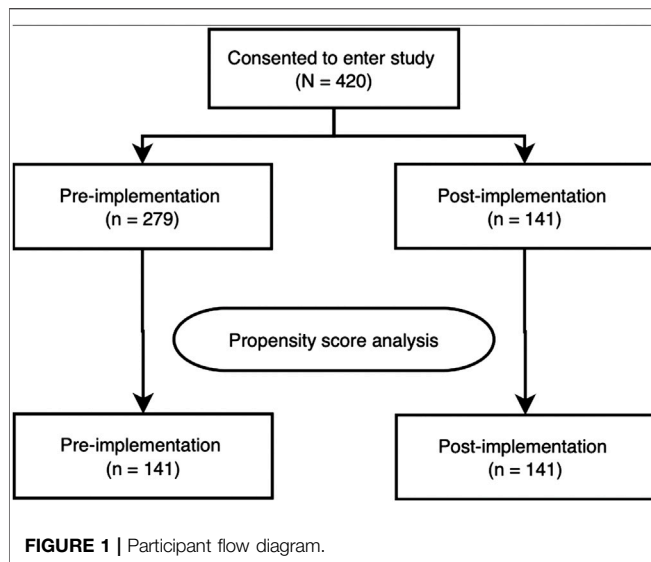 Consented to enter study
(N = 420)
Pre-implementation
(n = 279)
Post-implementation
(n = 141)
Propensity score analysis
Pre-implementation
(n = 141)
Post-implementation
(n = 141)
FIGURE 1 | Participant flow diagram.